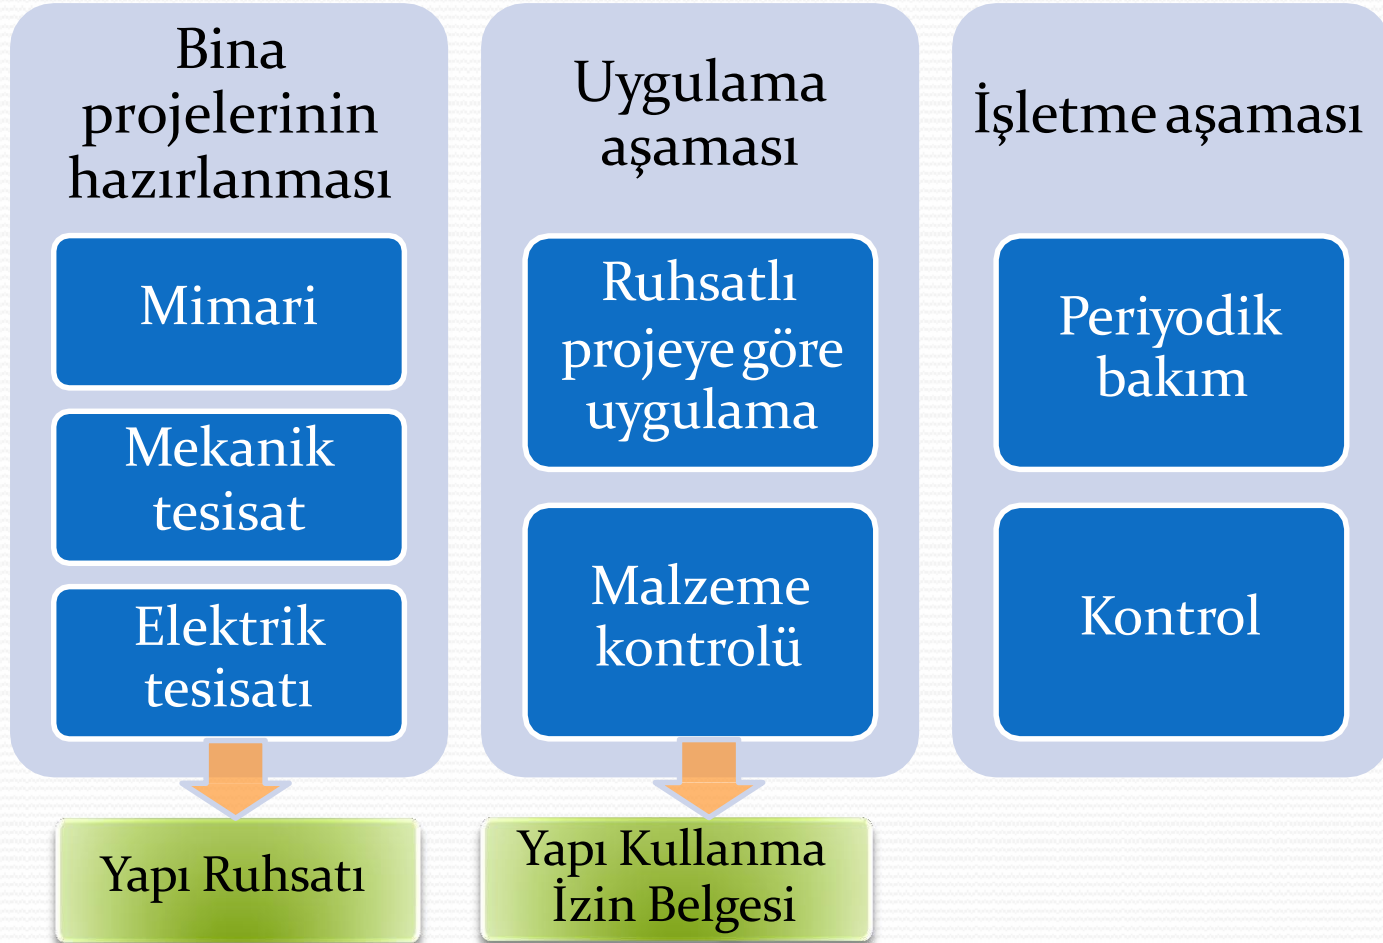 Bina
projelerinin
hazırlanması
Mimari
Mekanik
tesisat
Elektrik
tesisatı
Yapı Ruhsatı
Uygulama
aşaması
Ruhsatlı
projeye göre
uygulama
Malzeme
kontrolü
Yapı Kullanma
İzin Belgesi
İşletme aşaması
Periyodik
bakım
Kontrol